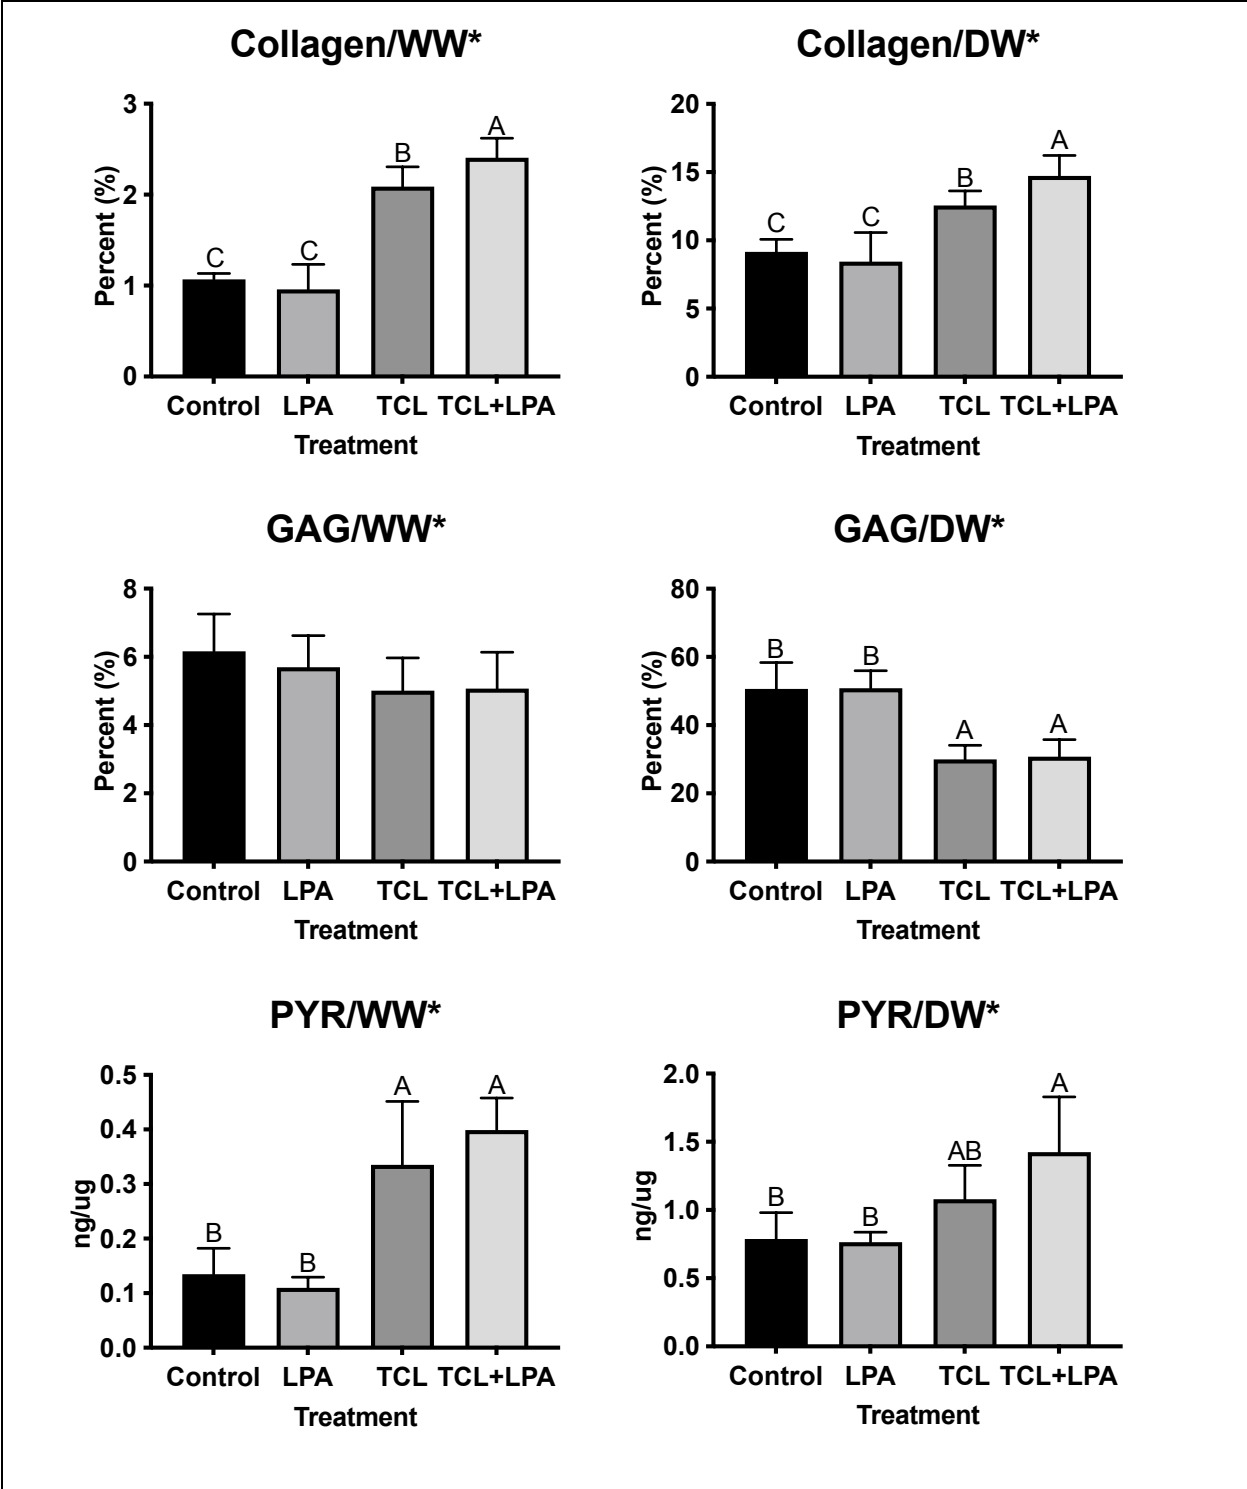 Collagen/WW*
Percent (%)
3
2
1
0
C
C
B
A
Control LPA TCL TCL+LPA
Treatment
Collagen/DW*
Percent (%)
20
15
10
5
0
C
C
B
A
Control LPA TCL TCL+LPA
Treatment
GAG/WW*
Percent (%)
8
6
4
2
0
Control LPA TCL TCL+LPA
Treatment
GAG/DW*
Percent (%)
80
60
40
20
0
B
B
A
A
Control LPA TCL TCL+LPA
Treatment
PYR/WW*
ng/ug
0.5
0.4
0.3
0.2
0.1
0.0
B
B
A
A
Control LPA TCL TCL+LPA
Treatment
PYR/DW*
ng/ug
2.0
1.5
1.0
0.5
0.0
B
B
AB
A
Control LPA TCL TCL+LPA
Treatment